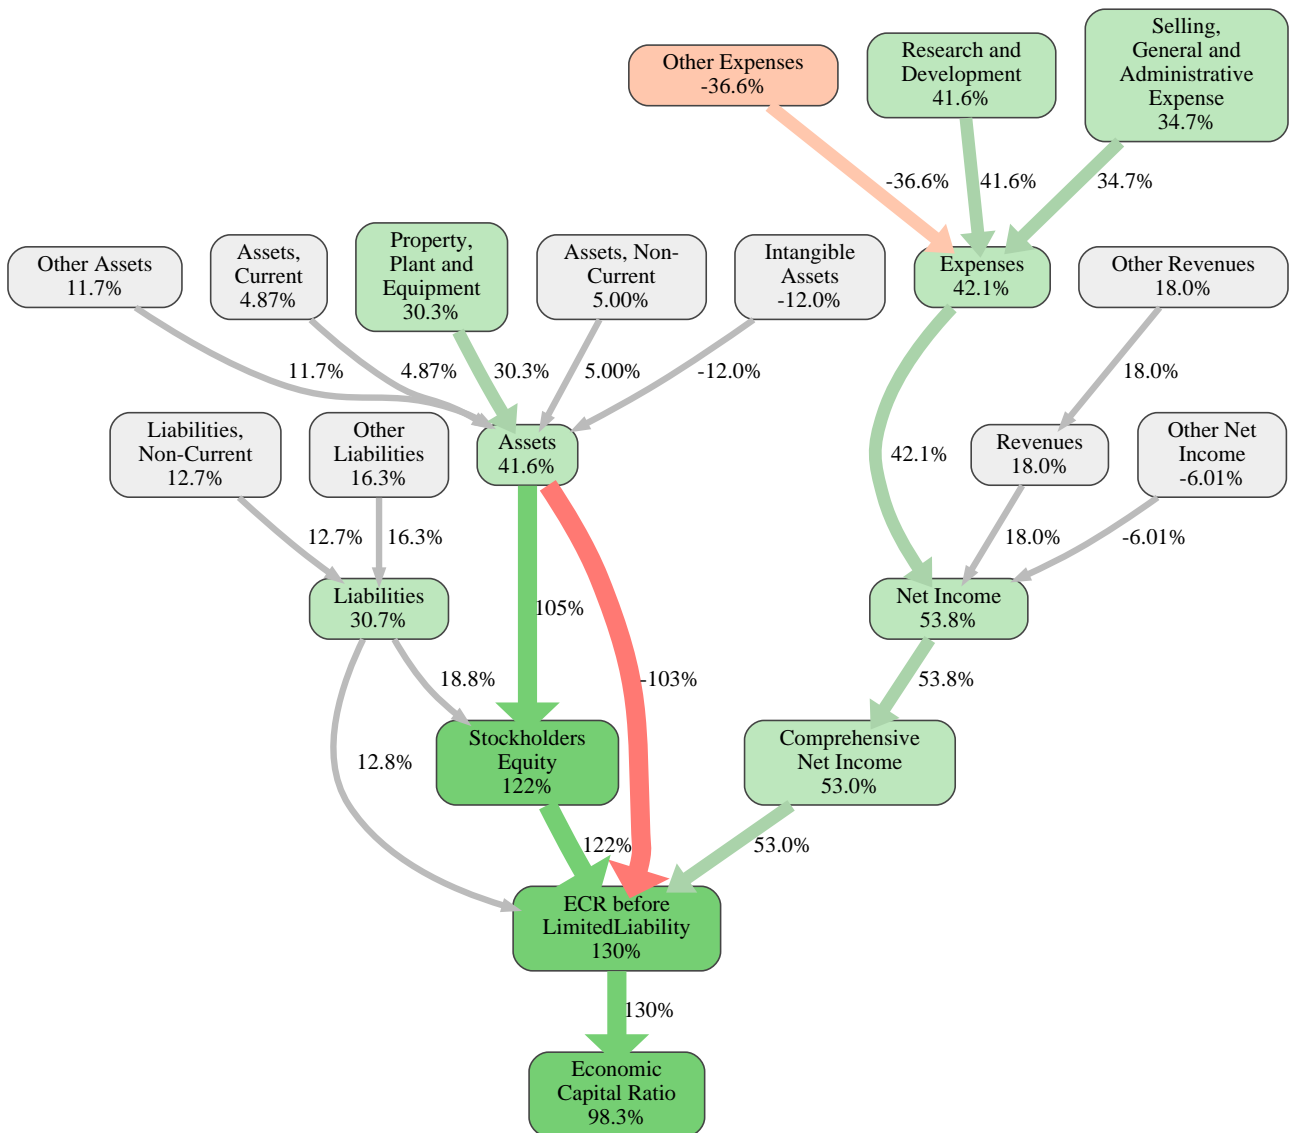 Selling,
General and
Administrative
Expense
34.7%
Research and
Development
41.6%
Other Expenses
-36.6%
-36.6%
41.6%
34.7%
Other Assets
11.7%
Assets,
Current
4.87%
Property,
Plant and
Equipment
30.3%
Assets, Non-
Current
5.00%
Intangible
Assets
-12.0%
Expenses
42.1%
Other Revenues
18.0%
11.7%
4.87%
30.3%
5.00%
-12.0%
18.0%
Liabilities,
Non-Current
12.7%
Other
Liabilities
16.3%
Assets
41.6%
42.1%
Revenues
18.0%
Other Net
Income
-6.01%
12.7%
16.3%
18.0%
-6.01%
Liabilities
30.7%
105%
Net Income
53.8%
18.8%
-103%
53.8%
12.8%
Stockholders
Equity
122%
Comprehensive
Net Income
53.0%
122%
53.0%
ECR before
LimitedLiability
130%
130%
Economic
Capital Ratio
98.3%